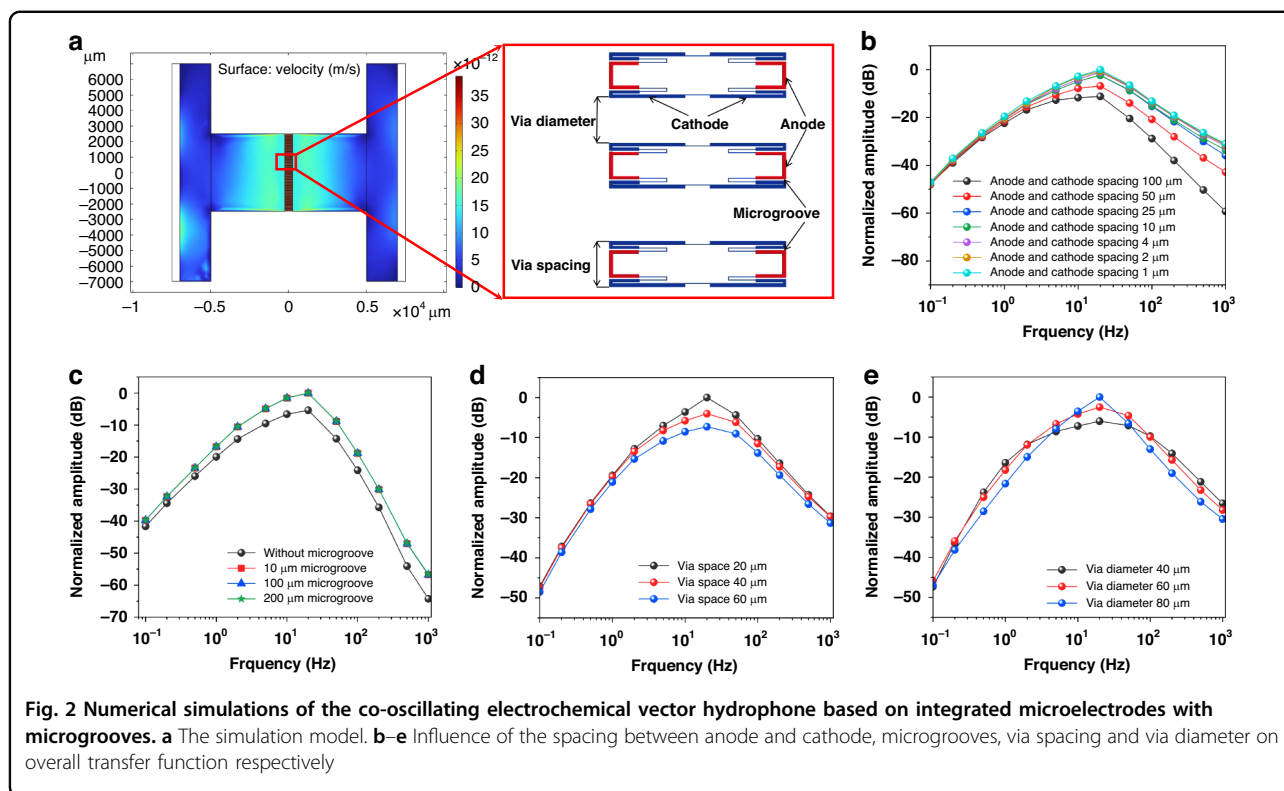 a
μm
Surface: velocity (m/s)
×10⁻¹²
7000
6000
5000
4000
3000
2000
1000
0
−1000
−2000
−3000
−4000
−5000
−6000
−7000
−1
−0.5
0
0.5
×10⁴ μm
35
30
25
20
15
10
5
0
Via diameter
Cathode
Anode
Microgroove
Via spacing
b
Normalized amplitude (dB)
0
−20
−40
−60
−80
Anode and cathode spacing 100 μm
Anode and cathode spacing 50 μm
Anode and cathode spacing 25 μm
Anode and cathode spacing 10 μm
Anode and cathode spacing 4 μm
Anode and cathode spacing 2 μm
Anode and cathode spacing 1 μm
10⁻¹ 10⁰ 10¹ 10² 10³
Frquency (Hz)
c
Normalized amplitude (dB)
0
−10
−20
−30
−40
−50
−60
−70
Without microgroove
10 μm microgroove
100 μm microgroove
200 μm microgroove
10⁻¹ 10⁰ 10¹ 10² 10³
Frquency (Hz)
d
Normalized amplitude (dB)
0
−10
−20
−30
−40
−50
Via space 20 μm
Via space 40 μm
Via space 60 μm
10⁻¹ 10⁰ 10¹ 10² 10³
Frquency (Hz)
e
Normalized amplitude (dB)
0
−10
−20
−30
−40
−50
Via diameter 40 μm
Via diameter 60 μm
Via diameter 80 μm
10⁻¹ 10⁰ 10¹ 10² 10³
Frquency (Hz)
Fig. 2 Numerical simulations of the co-oscillating electrochemical vector hydrophone based on integrated microelectrodes with
microgrooves. a The simulation model. b–e Influence of the spacing between anode and cathode, microgrooves, via spacing and via diameter on
overall transfer function respectively